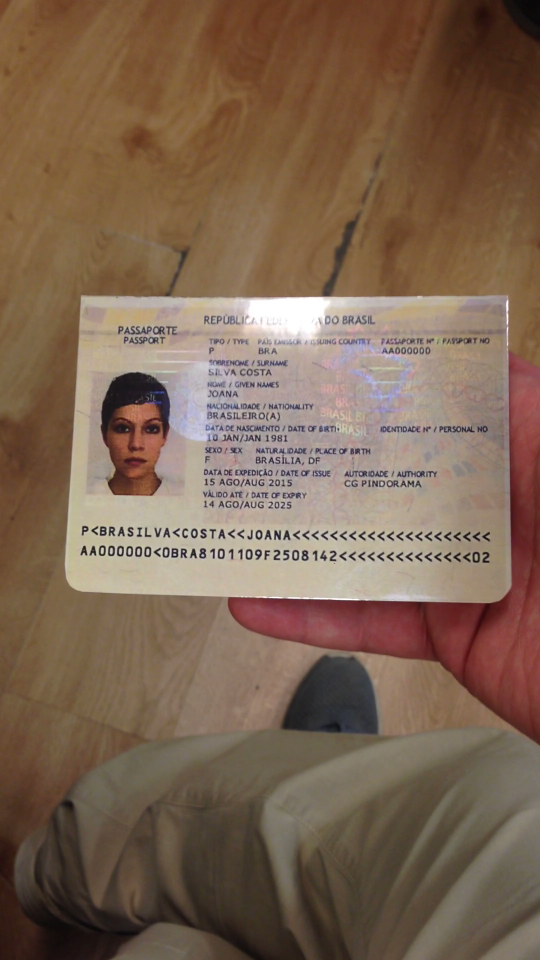 REPÚBLICA FEDE DO BRASIL
PASSAPORTE
PASSPORT
TIPO / TYPE PAÍS EMISSOR / ISSUING COUNTRY PASSAPORTE Nº / PASSPORT NO
P BRA AA000000
SOBRENOME / SURNAME
SILVA COSTA
NOME / GIVEN NAMES
JOANA
NACIONALIDADE / NATIONALITY
BRASILEIRO(A)
DATA DE NASCIMENTO / DATE OF BIRTH IDENTIDADE Nº / PERSONAL NO
10 JAN/JAN 1981
SEXO / SEX NATURALIDADE / PLACE OF BIRTH
F BRASÍLIA, DF
DATA DE EXPEDIÇÃO / DATE OF ISSUE AUTORIDADE / AUTHORITY
15 AGO/AUG 2015 CG PINDORAMA
VÁLIDO ATÉ / DATE OF EXPIRY
14 AGO/AUG 2025
P<BRASILVA<COSTA<<JOANA<<<<<<<<<<<<<<<<<<<<<
AA000000<0BRA8101109F2508142<<<<<<<<<<<<<<02